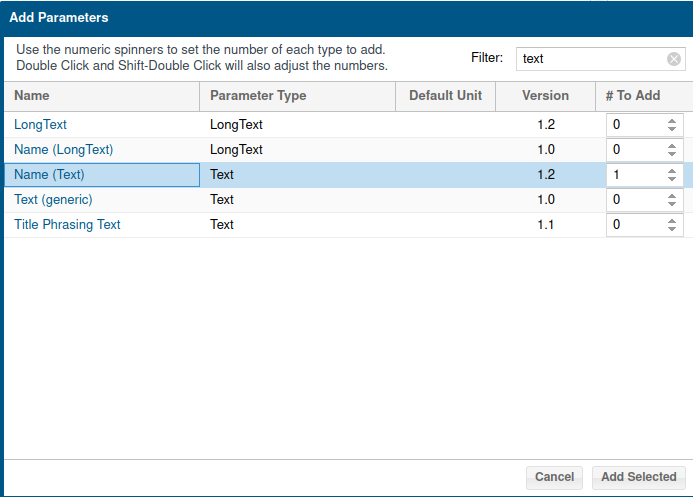 Add Parameters
Use the numeric spinners to set the number of each type to add.
Double Click and Shift-Double Click will also adjust the numbers.
Filter: text
Name Parameter Type Default Unit Version # To Add
LongText LongText 1.2 0
Name (LongText) LongText 1.0 0
Name (Text) Text 1.2 1
Text (generic) Text 1.0 0
Title Phrasing Text Text 1.1 0
Cancel Add Selected